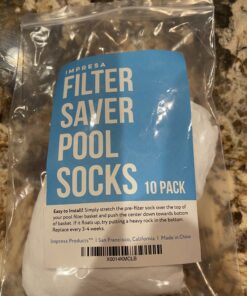 IMPRESA
FILTER
SAVER
POOL
SOCKS 10 PACK
Easy to Install! Simply stretch the pre-filter sock over the top of
your pool filter basket and push the center down towards bottom
of basket. If it floats up, try putting a heavy rock in the bottom.
Replace every 3-4 weeks.
Impresa Products™ | San Francisco, California | Made in China
X0014XMCLB